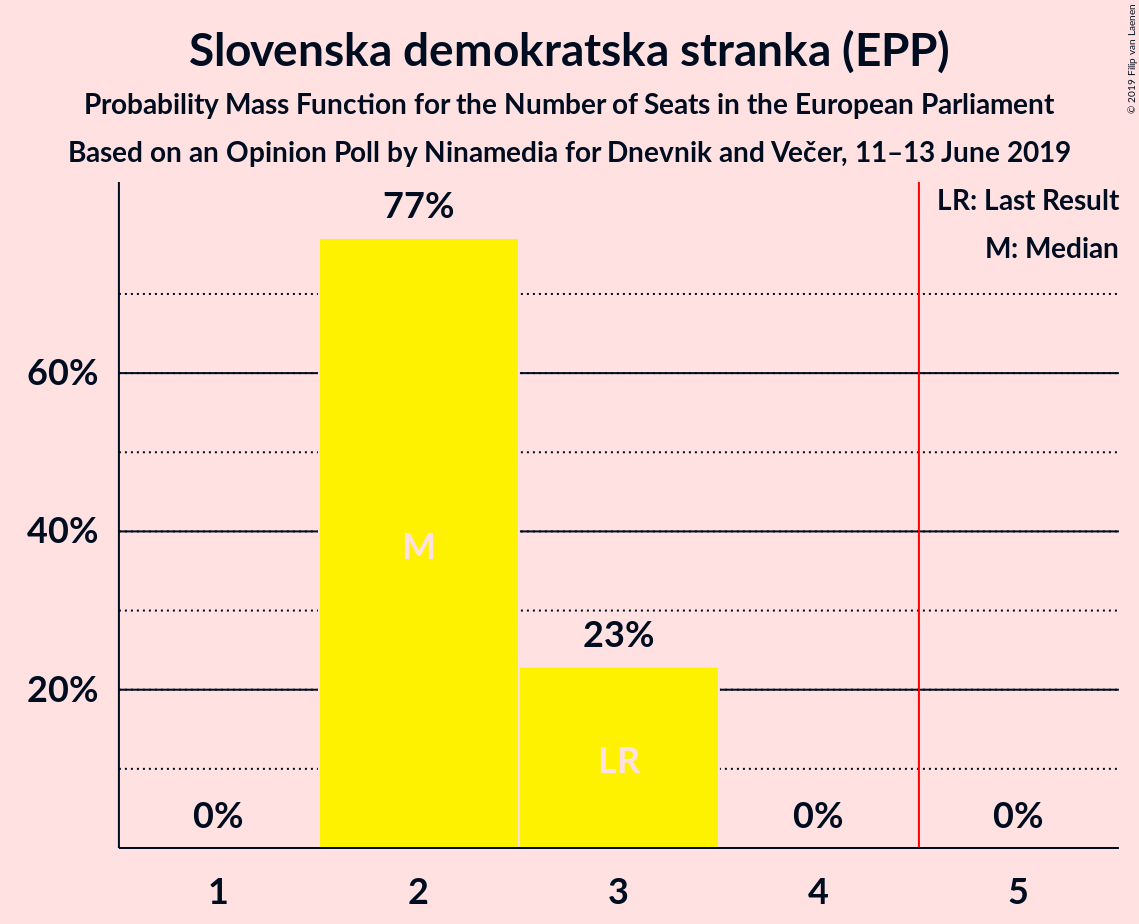 Slovenska demokratska stranka (EPP)
Probability Mass Function for the Number of Seats in the European Parliament
Based on an Opinion Poll by Ninamedia for Dnevnik and Večer, 11–13 June 2019
© 2019 Filip van Laenen
LR: Last Result
M: Median
77%
60%
40%
20%
M
23%
LR
0%
0%
0%
1
2
3
4
5